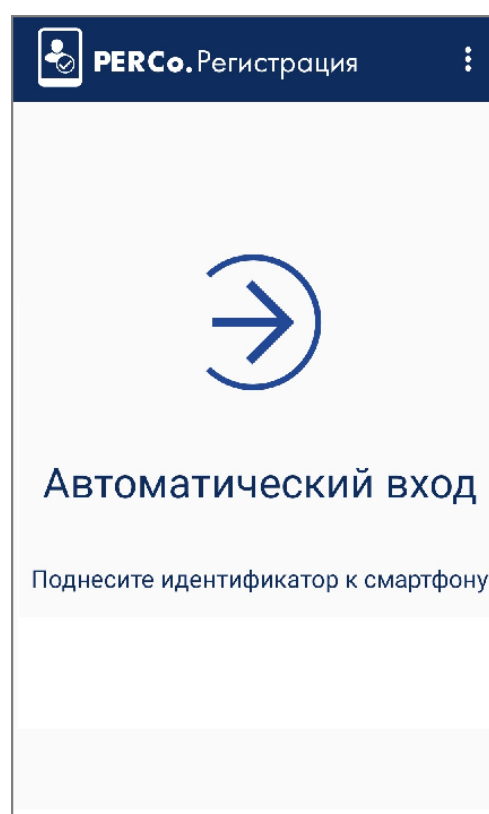 PERCo.Регистрация
Автоматический вход
Поднесите идентификатор к смартфону